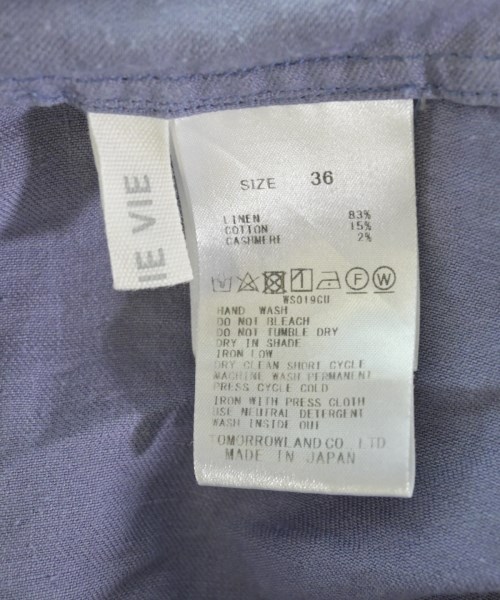 IE VIE
SIZE 36
LINEN 83%
COTTON 15%
CASHMERE 2%
F W
WS019GU
HAND WASH
DO NOT BLEACH
DO NOT TUMBLE DRY
DRY IN SHADE
IRON LOW
DRY CLEAN SHORT CYCLE
MACHINE WASH PERMANENT
PRESS CYCLE COLD
IRON WITH PRESS CLOTH
USE NEUTRAL DETERGENT
WASH INSIDE OUT
TOMORROWLAND CO. LTD
MADE IN JAPAN